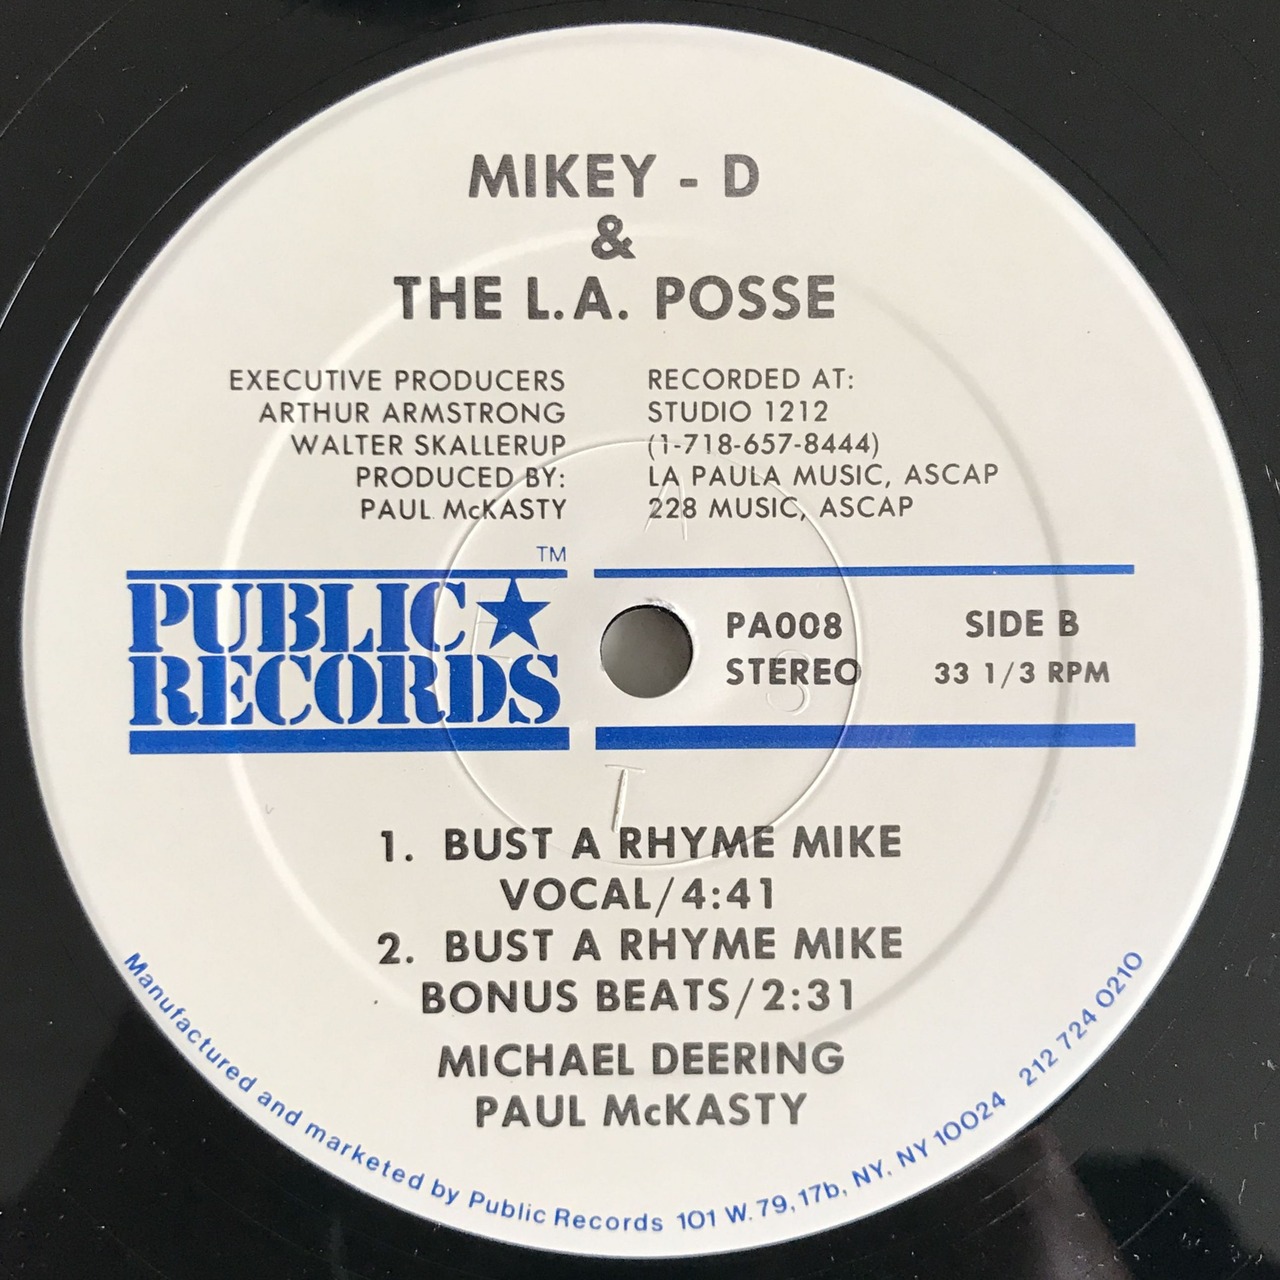 MIKEY - D
&
THE L.A. POSSE
EXECUTIVE PRODUCERS
ARTHUR ARMSTRONG
WALTER SKALLERUP
PRODUCED BY:
PAUL McKASTY
RECORDED AT:
STUDIO 1212
(1-718-657-8444)
LA PAULA MUSIC, ASCAP
228 MUSIC, ASCAP
TM
PUBLIC★
RECORDS
PA008
STEREO
SIDE B
33 1/3 RPM
1. BUST A RHYME MIKE
VOCAL/4:41
2. BUST A RHYME MIKE
BONUS BEATS/2:31
MICHAEL DEERING
PAUL McKASTY
Manufactured and marketed by Public Records 101 W. 79, 17b, NY. NY 10024 212 724 0210